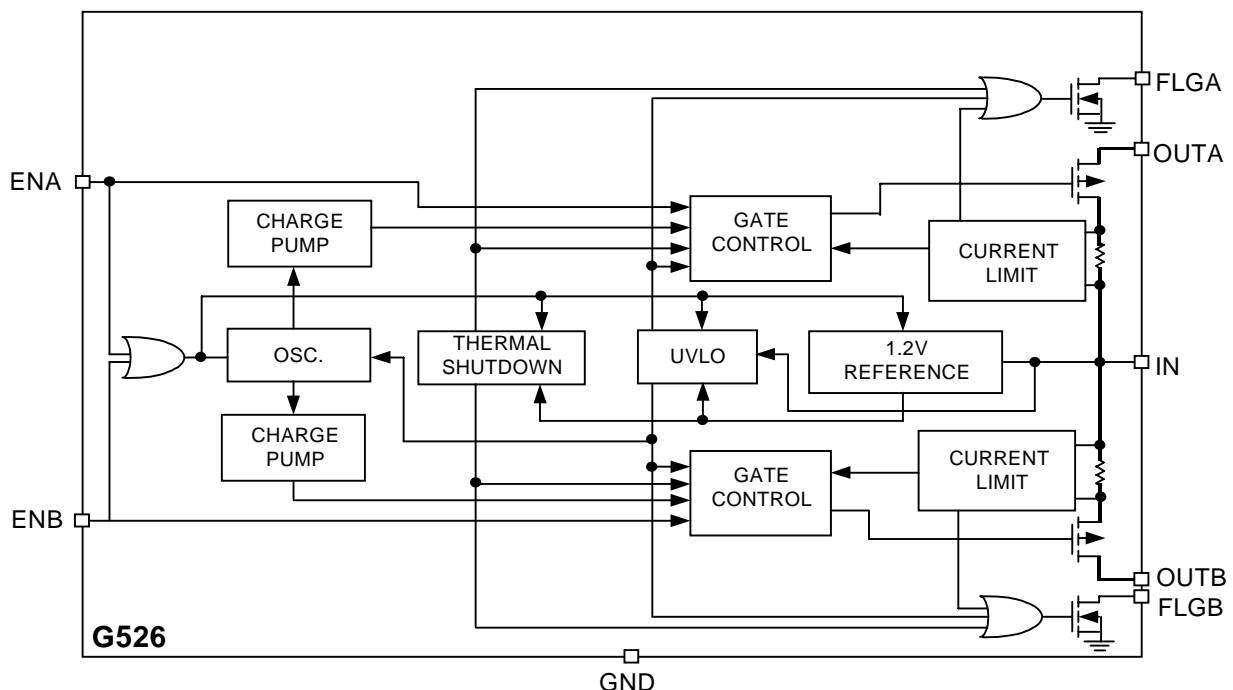 FLGA
OUTA
ENA
CHARGE
PUMP
GATE
CONTROL
CURRENT
LIMIT
OSC.
THERMAL
SHUTDOWN
UVLO
1.2V
REFERENCE
IN
CHARGE
PUMP
GATE
CONTROL
CURRENT
LIMIT
ENB
OUTB
FLGB
G526
GND